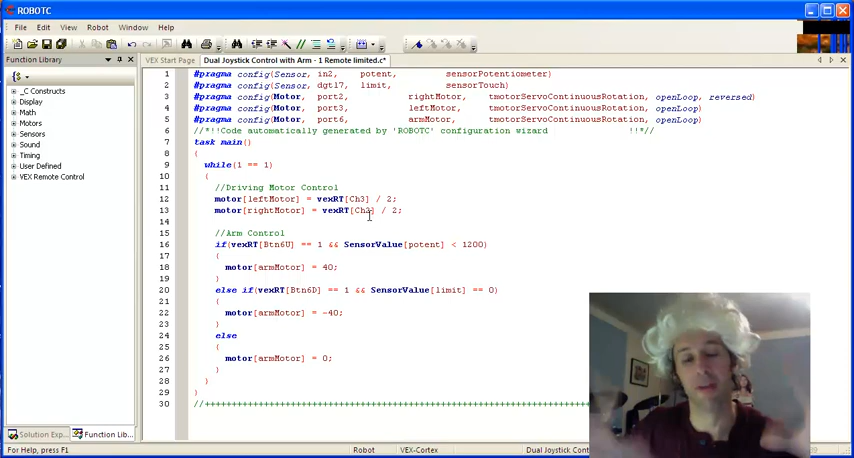 ROBOTC
File Edit View Robot Window Help
Function Library
VEX Start Page Dual Joystick Control with Arm - 1 Remote limited.c*
_C Constructs
Display
Math
Motors
Sensors
Sound
Timing
User Defined
VEX Remote Control
1 #pragma config(Sensor, in2, potent, sensorPotentiometer)
2 #pragma config(Sensor, dgtl7, limit, sensorTouch)
3 #pragma config(Motor, port2, rightMotor, tmotorServoContinuousRotation, openLoop, reversed)
4 #pragma config(Motor, port3, leftMotor, tmotorServoContinuousRotation, openLoop)
5 #pragma config(Motor, port6, armMotor, tmotorServoContinuousRotation, openLoop)
6 //*!!Code automatically generated by 'ROBOTC' configuration wizard !!*//
7 task main()
8 {
9 while(1 == 1)
10 {
11 //Driving Motor Control
12 motor[leftMotor] = vexRT[Ch3] / 2;
13 motor[rightMotor] = vexRT[Ch2] / 2;
14
15 //Arm Control
16 if(vexRT[Btn6U] == 1 && SensorValue[potent] < 1200)
17 {
18 motor[armMotor] = 40;
19 }
20 else if(vexRT[Btn6D] == 1 && SensorValue[limit] == 0)
21 {
22 motor[armMotor] = -40;
23 }
24 else
25 {
26 motor[armMotor] = 0;
27 }
28 }
29 }
30 //++++++++++++++++++++++++++++++++++++++++++++++++++++++++++++++++++++++
Solution Exp... Function Lib...
For Help, press F1 Robot VEX-Cortex Dual Joystick Cont